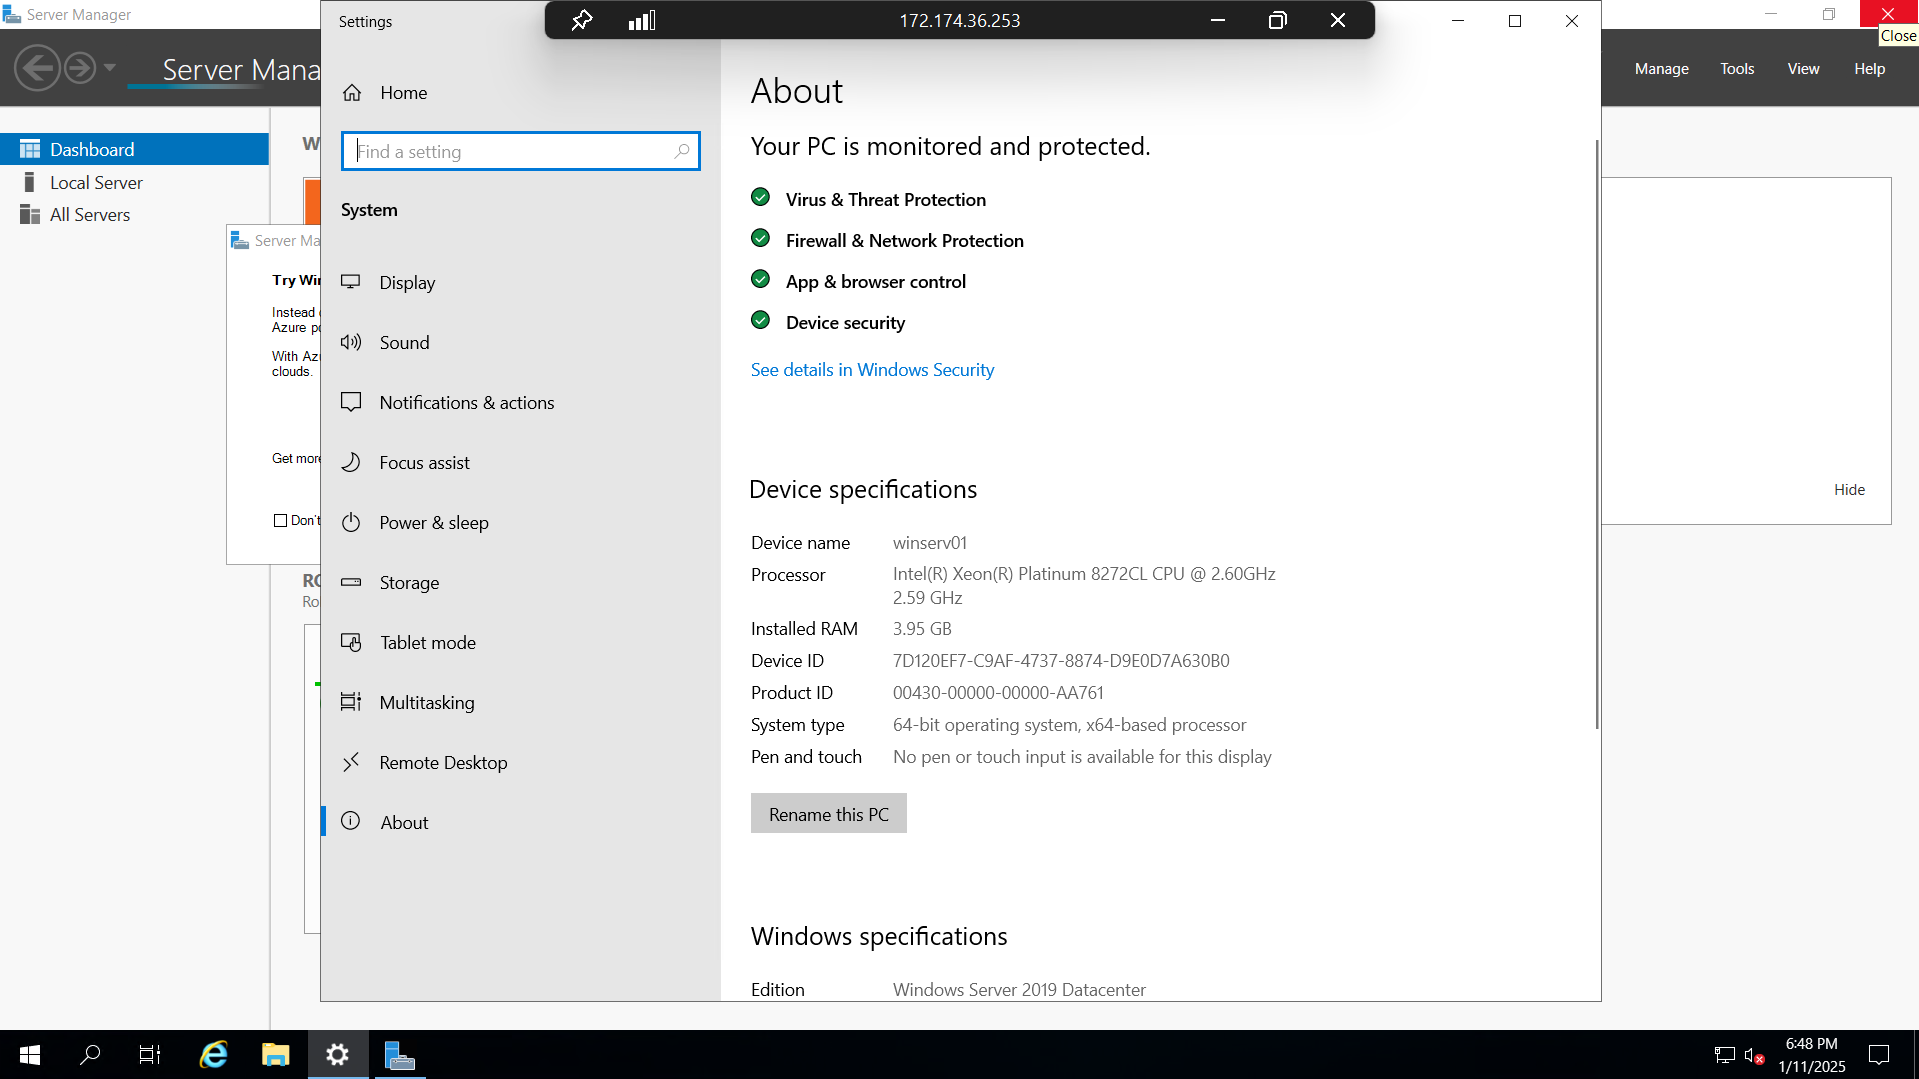 Server Manager
Settings
172.174.36.253
Close
Server Mana
Manage
Tools
View
Help
Dashboard
Local Server
All Servers
W
Server Ma
Try Wi
Instead
Azure p
With Az
clouds.
Get more
Don't
Ro
Home
Find a setting
System
Display
Sound
Notifications & actions
Focus assist
Power & sleep
Storage
Tablet mode
Multitasking
Remote Desktop
About
About
Your PC is monitored and protected.
Virus & Threat Protection
Firewall & Network Protection
App & browser control
Device security
See details in Windows Security
Device specifications
Device name winserv01
Processor Intel(R) Xeon(R) Platinum 8272CL CPU @ 2.60GHz
2.59 GHz
Installed RAM 3.95 GB
Device ID 7D120EF7-C9AF-4737-8874-D9E0D7A630B0
Product ID 00430-00000-00000-AA761
System type 64-bit operating system, x64-based processor
Pen and touch No pen or touch input is available for this display
Rename this PC
Windows specifications
Edition Windows Server 2019 Datacenter
Hide
6:48 PM
1/11/2025